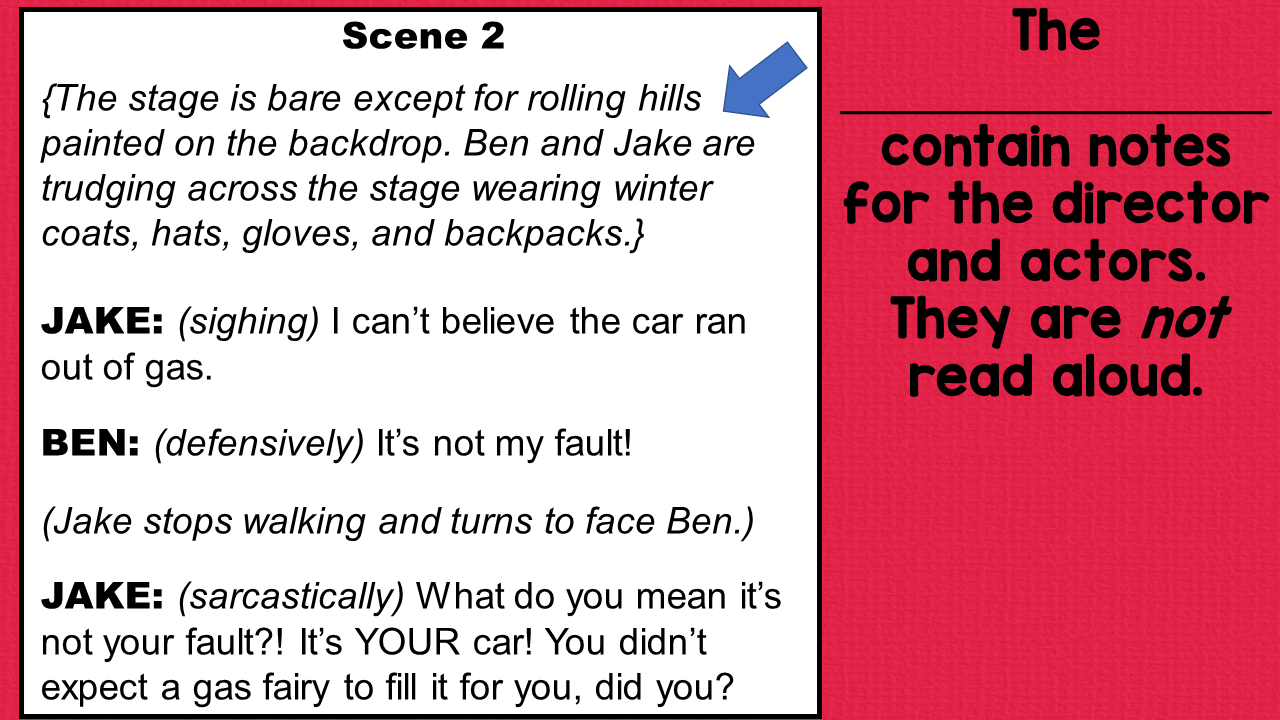 Scene 2
{The stage is bare except for rolling hills
painted on the backdrop. Ben and Jake are
trudging across the stage wearing winter
coats, hats, gloves, and backpacks.}
JAKE: (sighing) I can’t believe the car ran
out of gas.
BEN: (defensively) It’s not my fault!
(Jake stops walking and turns to face Ben.)
JAKE: (sarcastically) What do you mean it’s
not your fault?! It’s YOUR car! You didn’t
expect a gas fairy to fill it for you, did you?
The
contain notes
for the director
and actors.
They are not
read aloud.